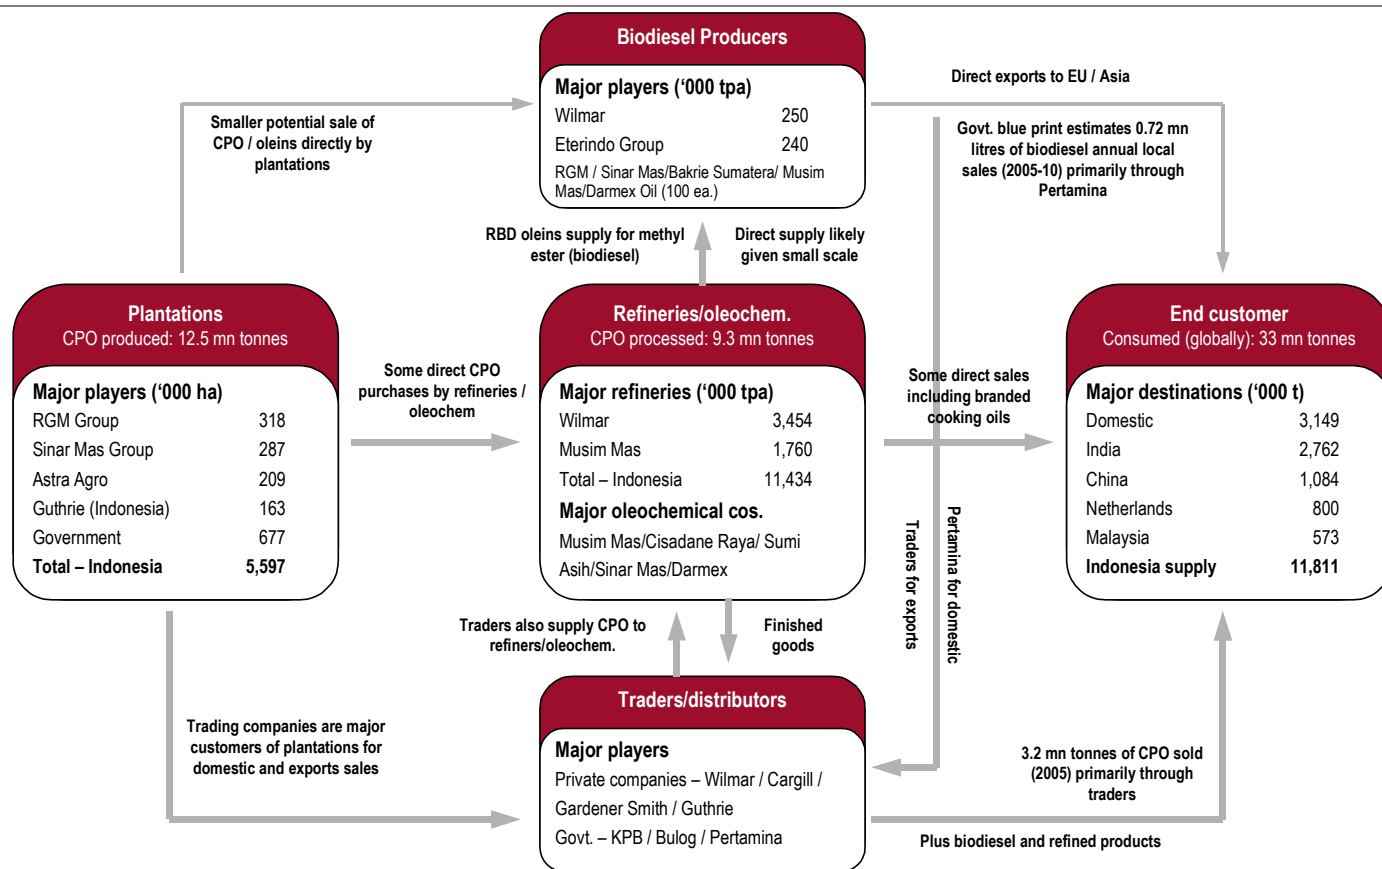 Biodiesel Producers
Major players (‘000 tpa)
Wilmar 250
Eterindo Group 240
RGM / Sinar Mas/Bakrie Sumatera/ Musim
Mas/Darmex Oil (100 ea.)
Direct exports to EU / Asia
Smaller potential sale of
CPO / oleins directly by
plantations
Govt. blue print estimates 0.72 mn
litres of biodiesel annual local
sales (2005-10) primarily through
Pertamina
RBD oleins supply for methyl
ester (biodiesel)
Direct supply likely
given small scale
Plantations
CPO produced: 12.5 mn tonnes
Major players (‘000 ha)
RGM Group 318
Sinar Mas Group 287
Astra Agro 209
Guthrie (Indonesia) 163
Government 677
Total – Indonesia 5,597
Some direct CPO
purchases by refineries /
oleochem
Refineries/oleochem.
CPO processed: 9.3 mn tonnes
Major refineries (‘000 tpa)
Wilmar 3,454
Musim Mas 1,760
Total – Indonesia 11,434
Major oleochemical cos.
Musim Mas/Cisadane Raya/ Sumi
Asih/Sinar Mas/Darmex
Some direct sales
including branded
cooking oils
End customer
Consumed (globally): 33 mn tonnes
Major destinations (‘000 t)
Domestic 3,149
India 2,762
China 1,084
Netherlands 800
Malaysia 573
Indonesia supply 11,811
Traders for exports
Pertamina for domestic
Traders also supply CPO to
refiners/oleochem.
Finished
goods
Trading companies are major
customers of plantations for
domestic and exports sales
Traders/distributors
Major players
Private companies – Wilmar / Cargill /
Gardener Smith / Guthrie
Govt. – KPB / Bulog / Pertamina
3.2 mn tonnes of CPO sold
(2005) primarily through
traders
Plus biodiesel and refined products